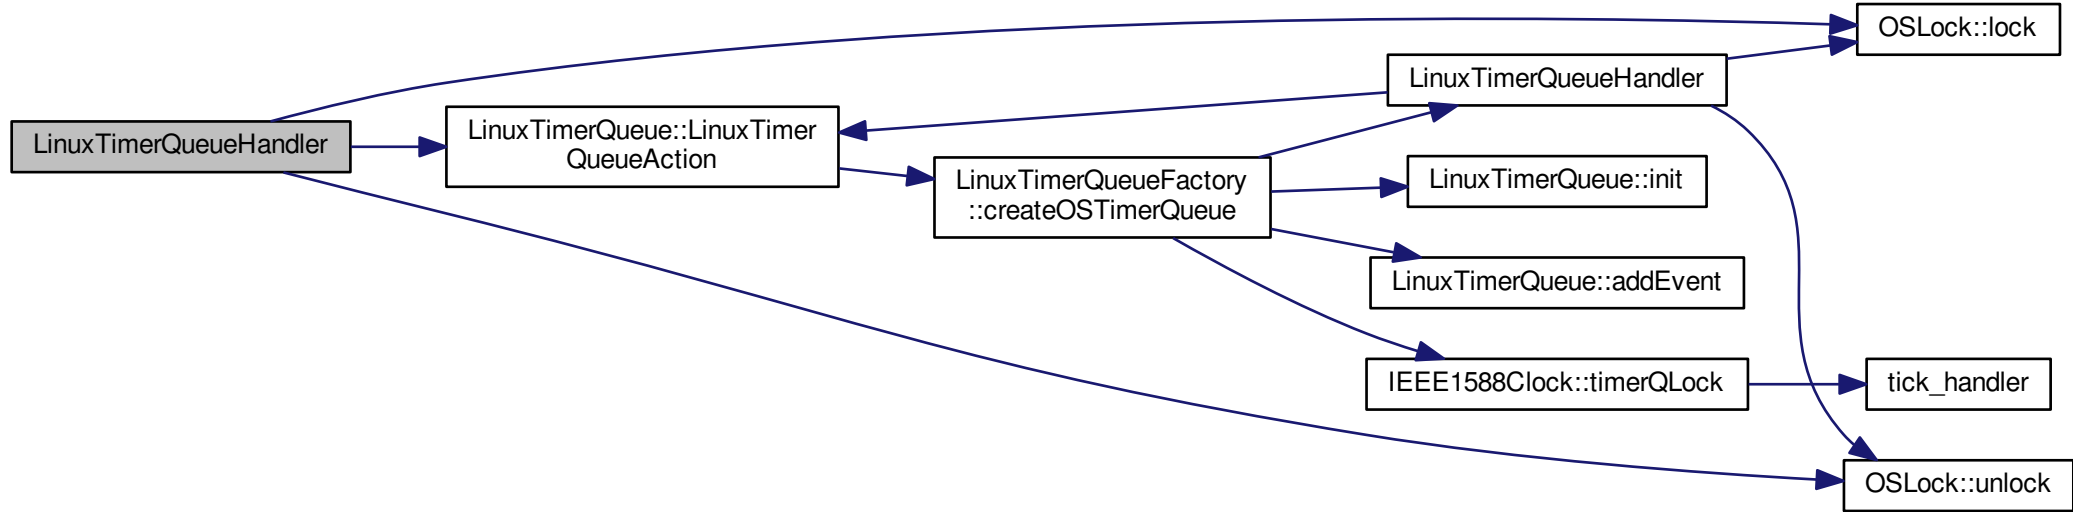 OSLock::lock
LinuxTimerQueueHandler
LinuxTimerQueueHandler
LinuxTimerQueue::LinuxTimer
QueueAction
LinuxTimerQueueFactory
::createOSTimerQueue
LinuxTimerQueue::init
LinuxTimerQueue::addEvent
IEEE1588Clock::timerQLock
tick_handler
OSLock::unlock